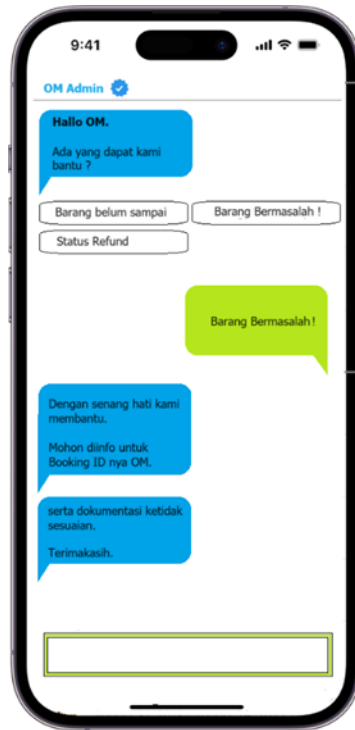 9:41
OM Admin
Hallo OM.
Ada yang dapat kami
bantu ?
Barang belum sampai
Barang Bermasalah !
Status Refund
Barang Bermasalah !
Dengan senang hati kami
membantu.
Mohon diinfo untuk
Booking ID nya OM.
serta dokumentasi ketidak
sesuaian.
Terimakasih.